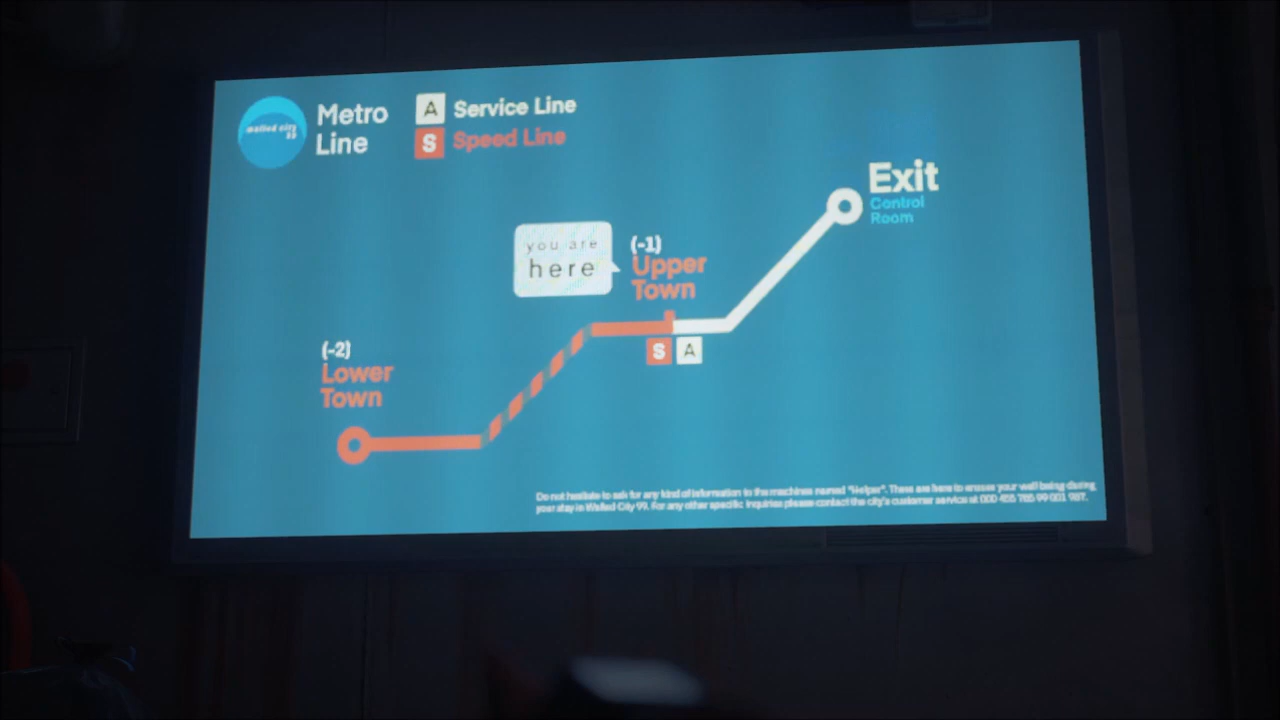 walled city
99
Metro
Line
A Service Line
S Speed Line
Exit
Control
Room
you are
here
(-1)
Upper
Town
S A
(-2)
Lower
Town
Do not hesitate to ask for any kind of information to the machines named "Helper". These are here to ensure your well being during
your stay in Walled City 99. For any other specific inquiries please contact the city's customer service at